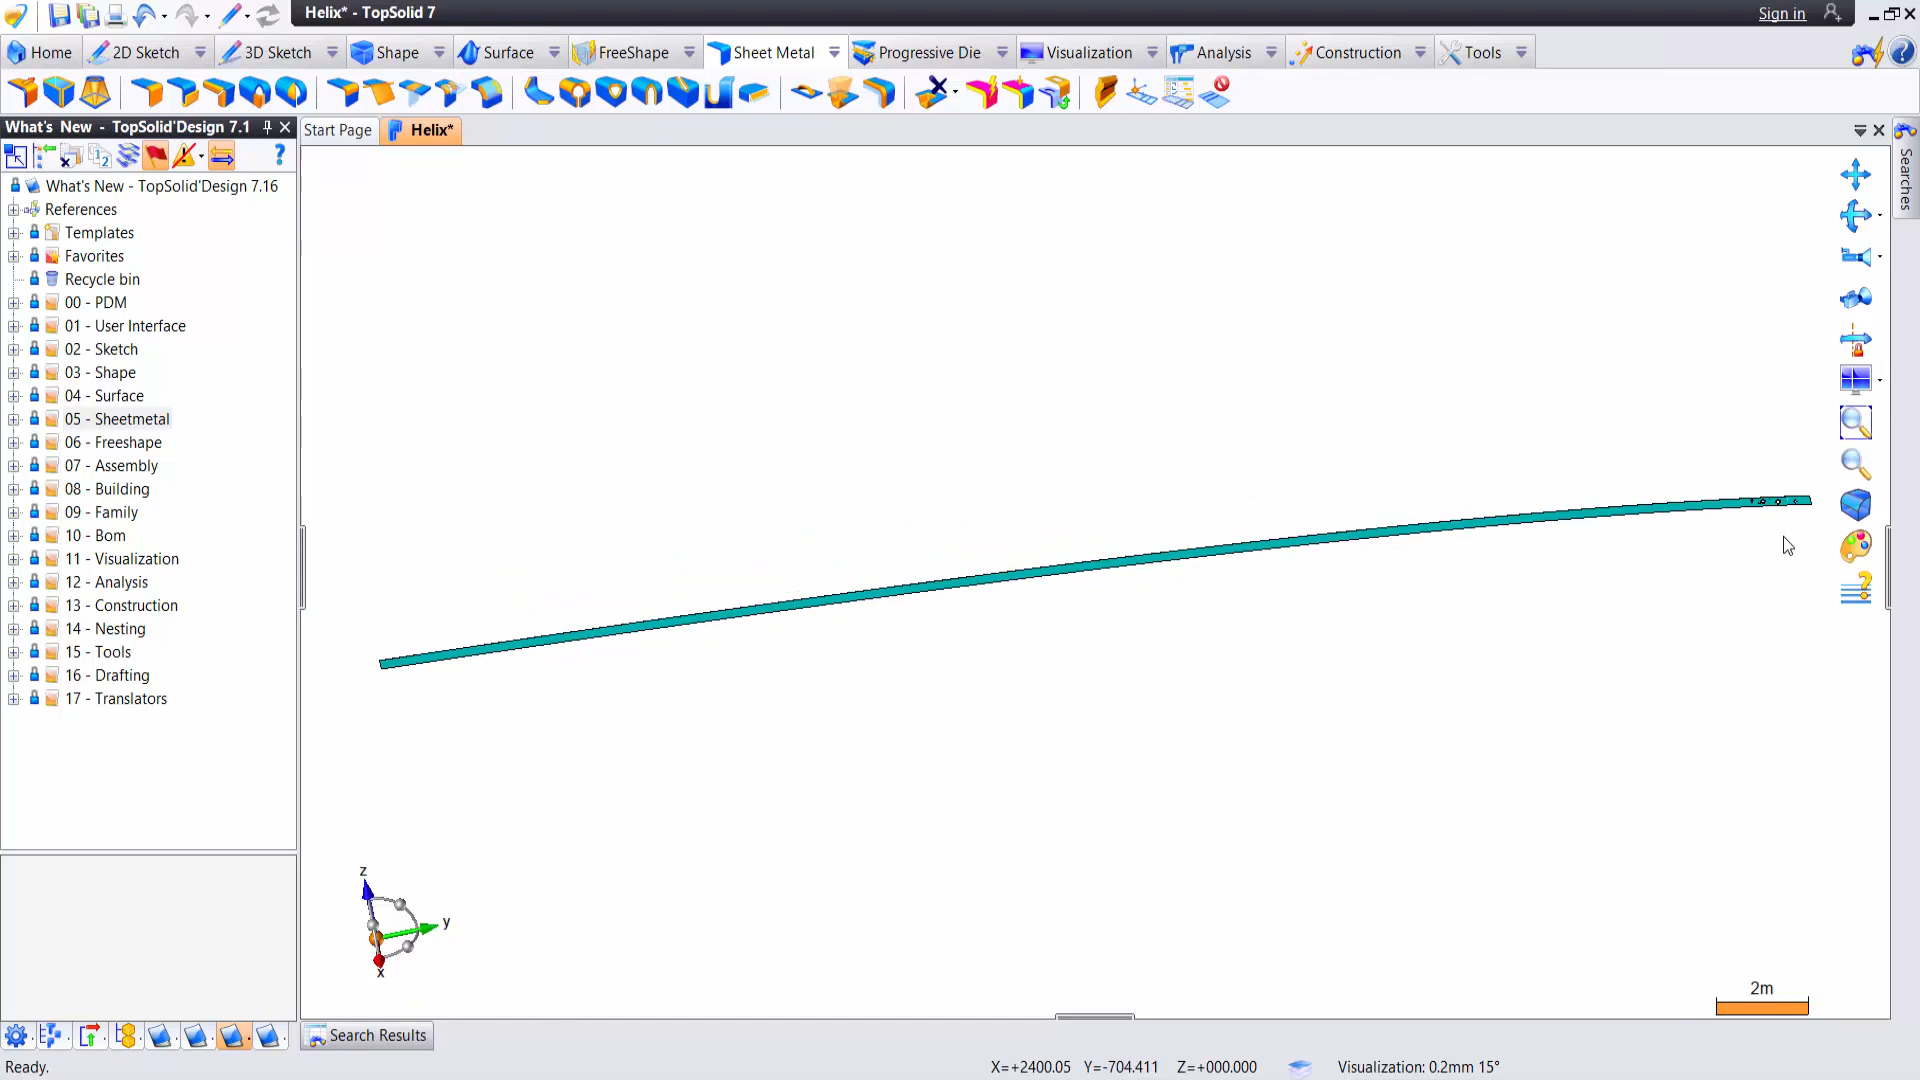 Helix* - TopSolid 7
Sign in
Home
2D Sketch
3D Sketch
Shape
Surface
FreeShape
Sheet Metal
Progressive Die
Visualization
Analysis
Construction
Tools
What's New - TopSolid'Design 7.1
Start Page
Helix*
Searches
What's New - TopSolid'Design 7.16
References
Templates
Favorites
Recycle bin
00 - PDM
01 - User Interface
02 - Sketch
03 - Shape
04 - Surface
05 - Sheetmetal
06 - Freeshape
07 - Assembly
08 - Building
09 - Family
10 - Bom
11 - Visualization
12 - Analysis
13 - Construction
14 - Nesting
15 - Tools
16 - Drafting
17 - Translators
z
y
x
2m
Search Results
Ready.
X=+2400.05 Y=-704.411 Z=+000.000
Visualization: 0.2mm 15°